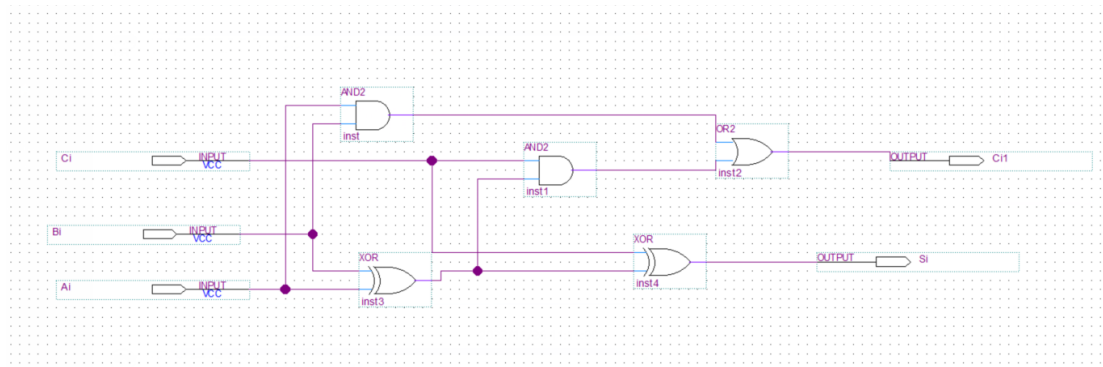 AND2
inst
Ci
INPUT
VCC
AND2
inst1
OR2
inst2
OUTPUT
Ci1
Bi
INPUT
VCC
XOR
inst3
XOR
inst4
OUTPUT
Si
Ai
INPUT
VCC